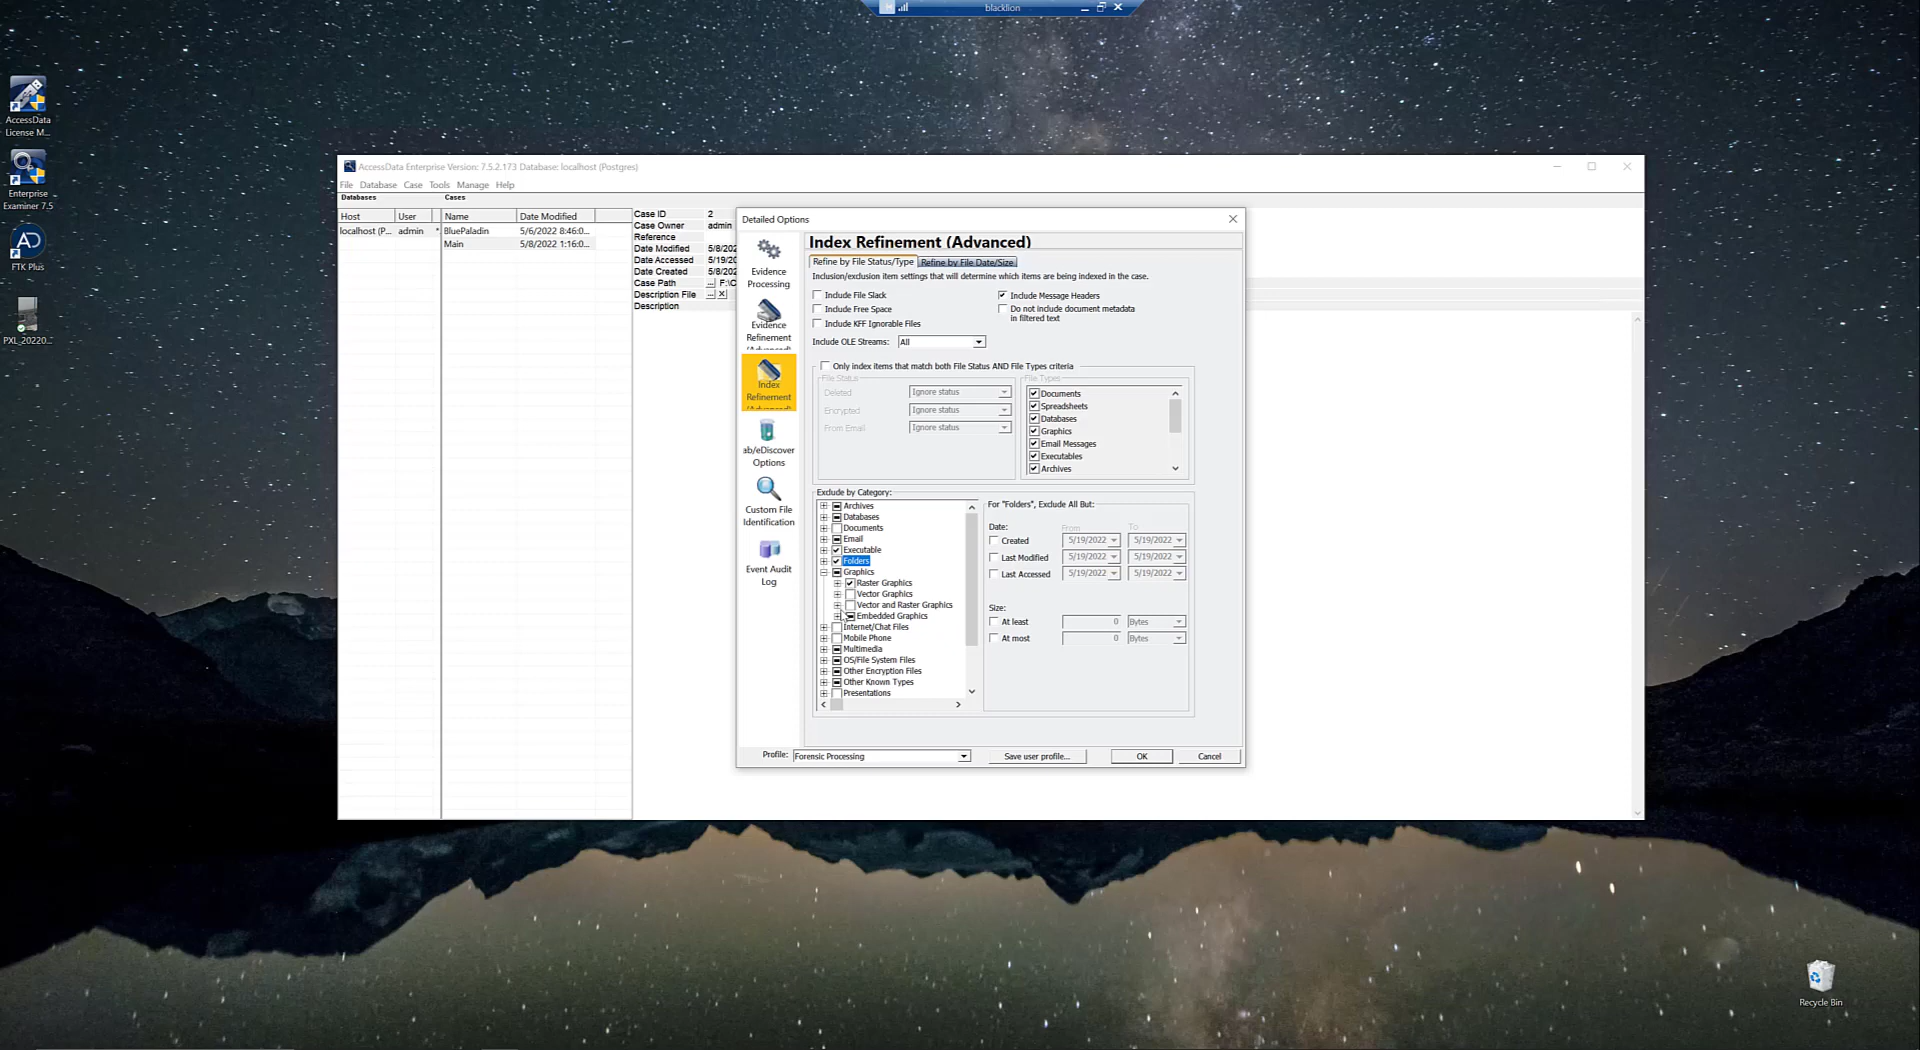 blacklion
AccessData
License M...
Enterprise
Examiner 7.5
AD
FTK Plus
PXL_20220...
Recycle Bin
AccessData Enterprise Version: 7.5.2.173 Database: localhost (Postgres)
File Database Case Tools Manage Help
Databases
Cases
Host User
localhost (P... admin *
Name Date Modified
BluePaladin 5/6/2022 8:46:0...
Main 5/8/2022 1:16:0...
Case ID 2
Case Owner admin
Reference
Date Modified 5/8/202
Date Accessed 5/19/20
Date Created 5/8/202
Case Path ... F:\C
Description File ... X
Description
Detailed Options
Evidence
Processing
Evidence
Refinement
(Advanced)
Index
Refinement
(Advanced)
ab/eDiscover
Options
Custom File
Identification
Event Audit
Log
Index Refinement (Advanced)
Refine by File Status/Type Refine by File Date/Size
Inclusion/exclusion item settings that will determine which items are being indexed in the case.
Include File Slack
Include Free Space
Include KFF Ignorable Files
Include Message Headers
Do not include document metadata
in filtered text
Include OLE Streams: All
Only index items that match both File Status AND File Types criteria
File Status
Deleted Ignore status
Encrypted Ignore status
From Email Ignore status
File Types
Documents
Spreadsheets
Databases
Graphics
Email Messages
Executables
Archives
Exclude by Category:
Archives
Databases
Documents
Email
Executable
Folders
Graphics
Raster Graphics
Vector Graphics
Vector and Raster Graphics
Embedded Graphics
Internet/Chat Files
Mobile Phone
Multimedia
OS/File System Files
Other Encryption Files
Other Known Types
Presentations
For "Folders", Exclude All But:
Date: From To
Created 5/19/2022 5/19/2022
Last Modified 5/19/2022 5/19/2022
Last Accessed 5/19/2022 5/19/2022
Size:
At least 0 Bytes
At most 0 Bytes
Profile: Forensic Processing Save user profile... OK Cancel